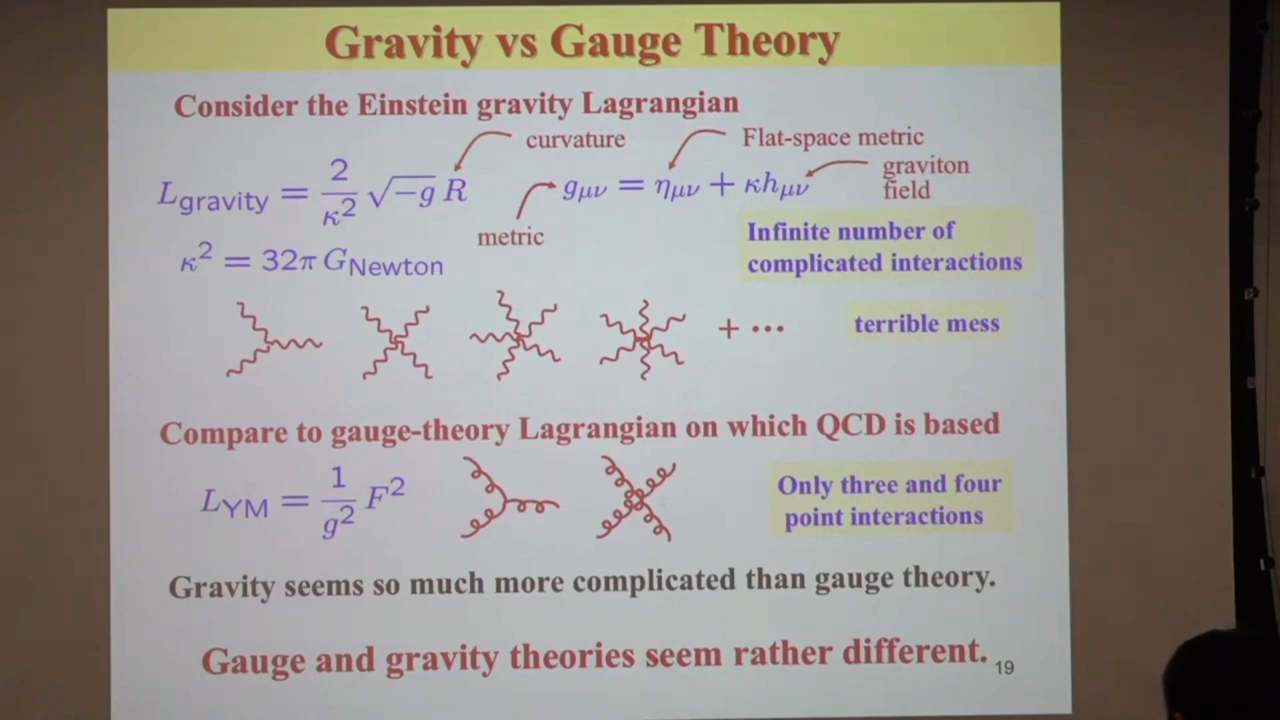 Gravity vs Gauge Theory
Consider the Einstein gravity Lagrangian
curvature
Flat-space metric
graviton
field
L_gravity = 2/κ² √−g R
g_μν = η_μν + κh_μν
metric
κ² = 32π G_Newton
Infinite number of
complicated interactions
+ ···
terrible mess
Compare to gauge-theory Lagrangian on which QCD is based
L_YM = 1/g² F²
Only three and four
point interactions
Gravity seems so much more complicated than gauge theory.
Gauge and gravity theories seem rather different.
19